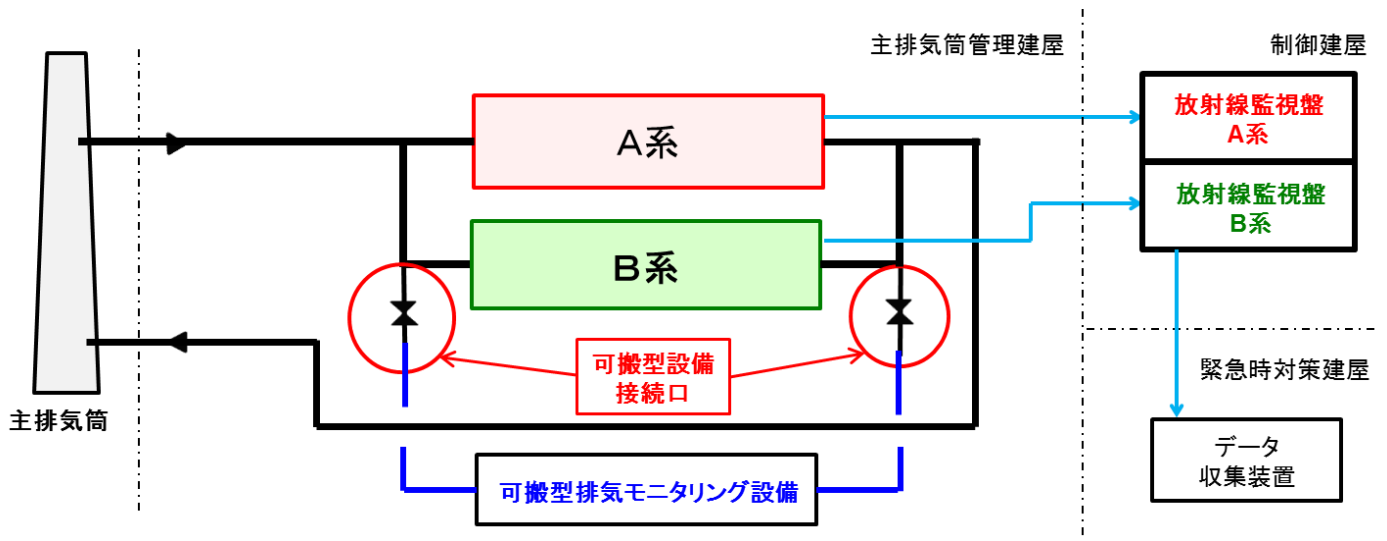 主排気筒管理建屋
制御建屋
放射線監視盤
A系
放射線監視盤
B系
A系
B系
可搬型設備
接続口
主排気筒
緊急時対策建屋
データ
収集装置
可搬型排気モニタリング設備